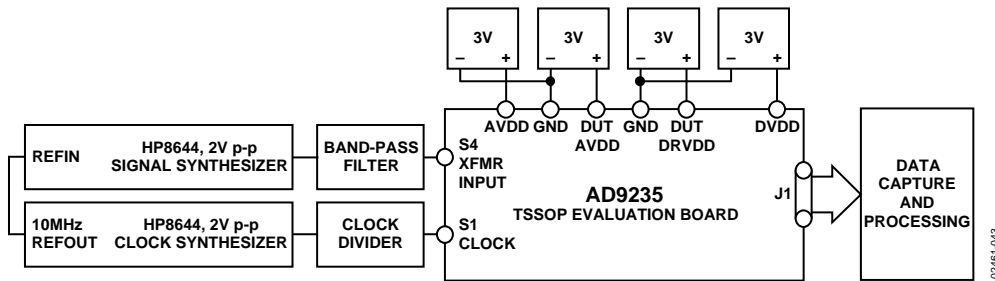 3V
3V
3V
3V
– +
– +
– +
– +
AVDD
GND
DUT
AVDD
GND
DUT
DRVDD
DVDD
REFIN
HP8644, 2V p-p
SIGNAL SYNTHESIZER
BAND-PASS
FILTER
S4
XFMR
INPUT
10MHz
REFOUT
HP8644, 2V p-p
CLOCK SYNTHESIZER
CLOCK
DIVIDER
S1
CLOCK
AD9235
TSSOP EVALUATION BOARD
J1
DATA
CAPTURE
AND
PROCESSING
02461-043